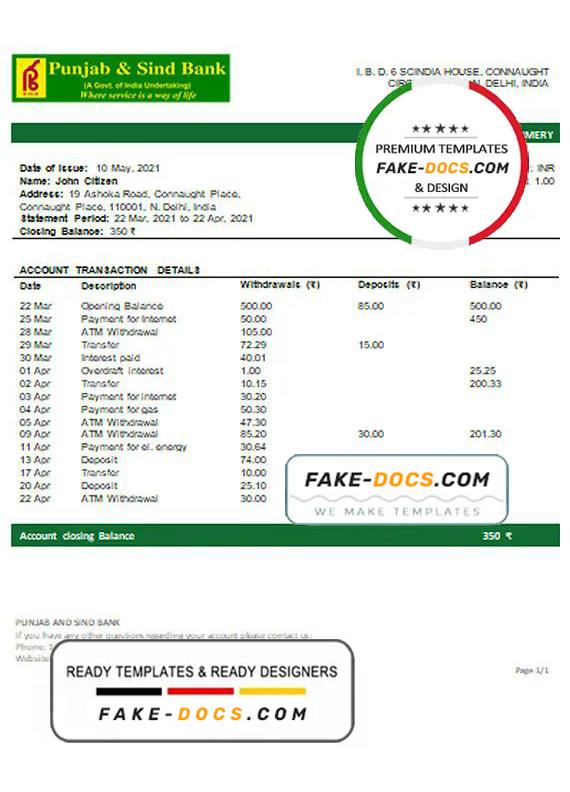 Punjab & Sind Bank
(A Govt. of India Undertaking)
Where service is a way of life
I. B. D. 6 SCINDIA HOUSE, CONNAUGHT
N. DELHI, INDIA
PREMIUM TEMPLATES
FAKE-DOCS.COM
& DESIGN
Date of Issue: 10 May, 2021
INR
Name: John Citizen
1.00
Address: 19 Ashoka Road, Connaught Place,
Connaught Place, 110001, N. Delhi, India
Statement Period: 22 Mar, 2021 to 22 Apr, 2021
Closing Balance: 350 ₹
ACCOUNT TRANSACTION DETAILS
Date Description Withdrawals (₹) Deposits (₹) Balance (₹)
22 Mar Opening Balance 500.00 85.00 500.00
25 Mar Payment for Internet 50.00 450
28 Mar ATM Withdrawal 105.00
29 Mar Transfer 72.29 15.00
30 Mar Interest paid 40.01
01 Apr Overdraft interest 1.00 25.25
02 Apr Transfer 10.15 200.33
03 Apr Payment for internet 30.20
04 Apr Payment for gas 50.30
05 Apr ATM Withdrawal 47.30
09 Apr ATM Withdrawal 85.20 30.00 201.30
11 Apr Payment for el. energy 30.64
13 Apr Deposit 74.00
17 Apr Transfer 10.00
20 Apr Deposit 25.10
22 Apr ATM Withdrawal 30.00
FAKE-DOCS.COM
WE MAKE TEMPLATES
Account closing Balance 350 ₹
PUNJAB AND SIND BANK
If you have any other questions regarding your account please contact us:
Phone:
Website:
Page 1/1
READY TEMPLATES & READY DESIGNERS
FAKE-DOCS.COM